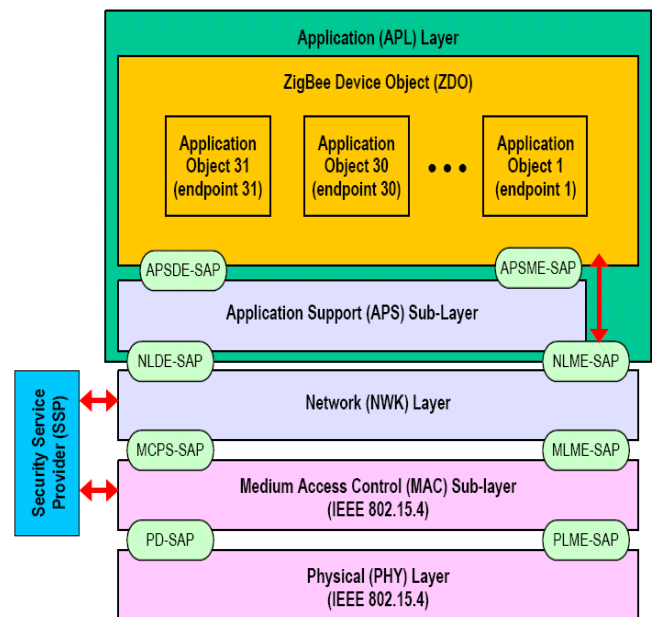 Application (APL) Layer
ZigBee Device Object (ZDO)
Application
Object 31
(endpoint 31)
Application
Object 30
(endpoint 30)
• • •
Application
Object 1
(endpoint 1)
APSDE-SAP
APSME-SAP
Application Support (APS) Sub-Layer
NLDE-SAP
NLME-SAP
Security Service
Provider (SSP)
Network (NWK) Layer
MCPS-SAP
MLME-SAP
Medium Access Control (MAC) Sub-layer
(IEEE 802.15.4)
PD-SAP
PLME-SAP
Physical (PHY) Layer
(IEEE 802.15.4)